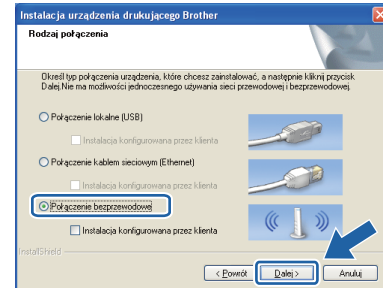 Instalacja urządzenia drukującego Brother
Rodzaj połączenia
Określ typ połączenia urządzenia, które chcesz zainstalować, a następnie kliknij przycisk
Dalej.Nie ma możliwości jednoczesnego używania sieci przewodowej i bezprzewodowej.
Połączenie lokalne (USB)
Instalacja konfigurowana przez klienta
Połączenie kablem sieciowym (Ethernet)
Instalacja konfigurowana przez klienta
Połączenie bezprzewodowe
Instalacja konfigurowana przez klienta
InstallShield
< Powrót Dalej > Anuluj